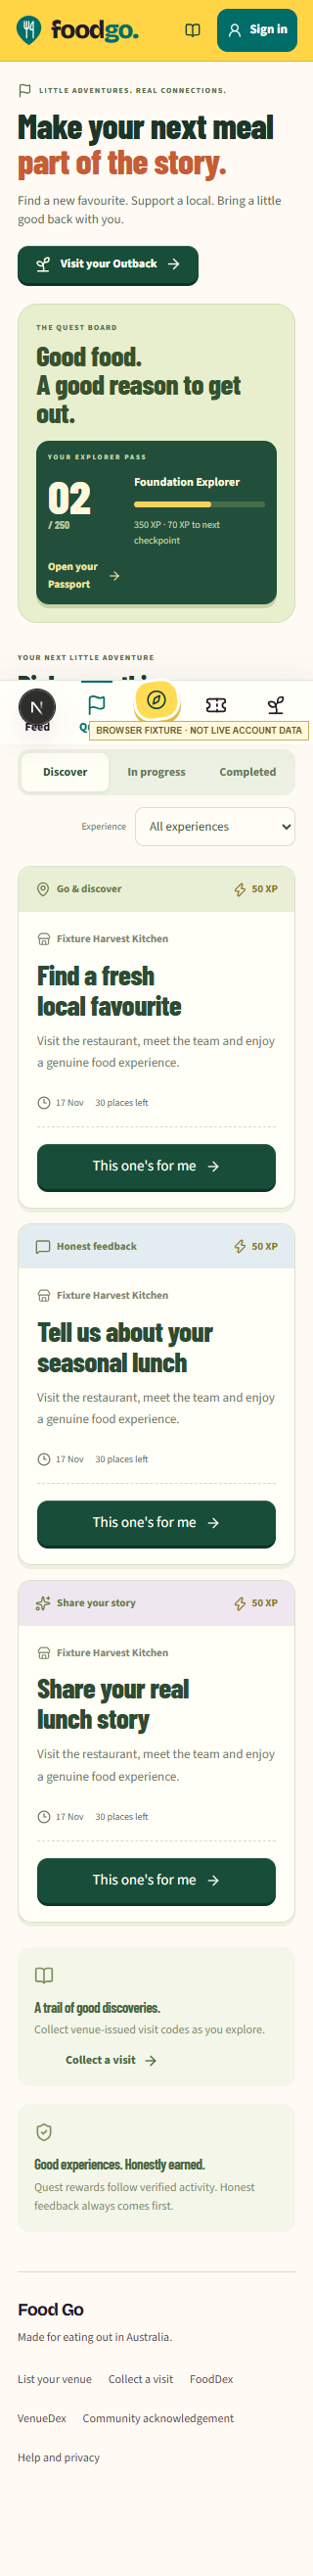 foodgo.
Sign in
LITTLE ADVENTURES. REAL CONNECTIONS.
Make your next meal
part of the story.
Find a new favourite. Support a local. Bring a little
good back with you.
Visit your Outback
THE QUEST BOARD
Good food.
A good reason to get
out.
YOUR EXPLORER PASS
02
/ 250
Foundation Explorer
350 XP · 70 XP to next
checkpoint
Open your
Passport
YOUR NEXT LITTLE ADVENTURE
N
Feed
BROWSER FIXTURE · NOT LIVE ACCOUNT DATA
Discover
In progress
Completed
Experience
All experiences
Go & discover
50 XP
Fixture Harvest Kitchen
Find a fresh
local favourite
Visit the restaurant, meet the team and enjoy
a genuine food experience.
17 Nov
30 places left
This one's for me
Honest feedback
50 XP
Fixture Harvest Kitchen
Tell us about your
seasonal lunch
Visit the restaurant, meet the team and enjoy
a genuine food experience.
17 Nov
30 places left
This one's for me
Share your story
50 XP
Fixture Harvest Kitchen
Share your real
lunch story
Visit the restaurant, meet the team and enjoy
a genuine food experience.
17 Nov
30 places left
This one's for me
A trail of good discoveries.
Collect venue-issued visit codes as you explore.
Collect a visit
Good experiences. Honestly earned.
Quest rewards follow verified activity. Honest
feedback always comes first.
Food Go
Made for eating out in Australia.
List your venue
Collect a visit
FoodDex
VenueDex
Community acknowledgement
Help and privacy